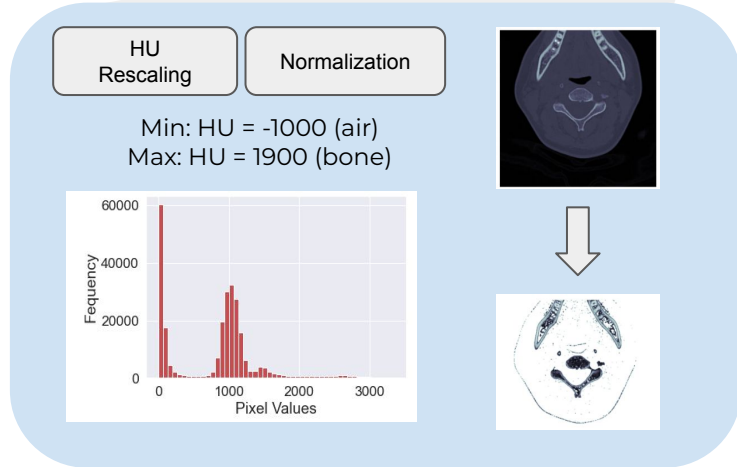 HU
Rescaling
Normalization
Min: HU = -1000 (air)
Max: HU = 1900 (bone)
60000
40000
20000
0
Fequency
0 1000 2000 3000
Pixel Values